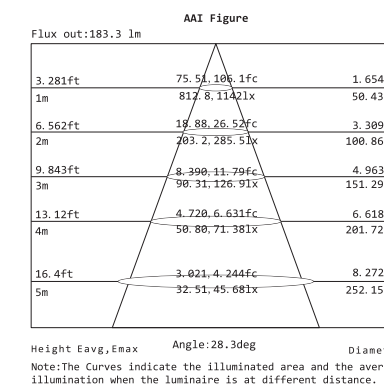 AAI Figure
Flux out:183.3 lm
3.281ft 75.51,106.1fc 1.654
1m 812.8,1142lx 50.43
6.562ft 18.88,26.52fc 3.309
2m 203.2,285.5lx 100.86
9.843ft 8.390,11.79fc 4.963
3m 90.31,126.9lx 151.29
13.12ft 4.720,6.631fc 6.618
4m 50.80,71.38lx 201.72
16.4ft 3.021,4.244fc 8.272
5m 32.51,45.68lx 252.15
Height Eavg,Emax Angle:28.3deg Diame
Note:The Curves indicate the illuminated area and the aver
illumination when the luminaire is at different distance.